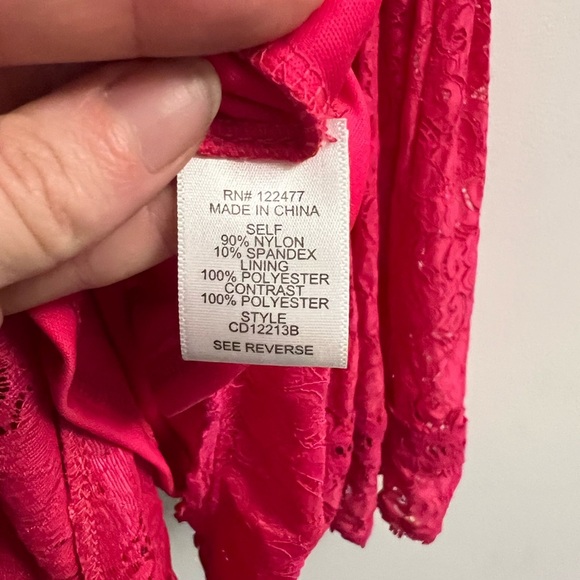 RN# 122477
MADE IN CHINA
SELF
90% NYLON
10% SPANDEX
LINING
100% POLYESTER
CONTRAST
100% POLYESTER
STYLE
CD12213B
SEE REVERSE